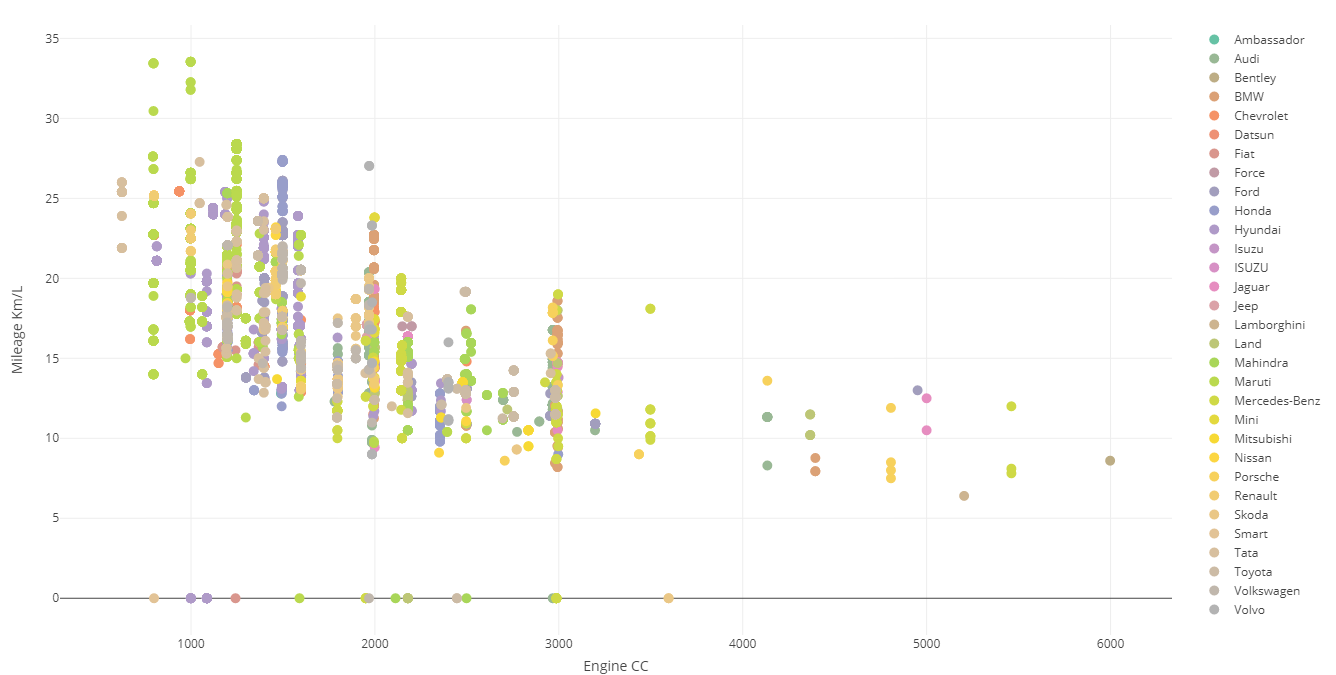 35
30
25
20
15
10
5
0
Mileage Km/L
1000 2000 3000 4000 5000 6000
Engine CC
Ambassador
Audi
Bentley
BMW
Chevrolet
Datsun
Fiat
Force
Ford
Honda
Hyundai
Isuzu
ISUZU
Jaguar
Jeep
Lamborghini
Land
Mahindra
Maruti
Mercedes-Benz
Mini
Mitsubishi
Nissan
Porsche
Renault
Skoda
Smart
Tata
Toyota
Volkswagen
Volvo